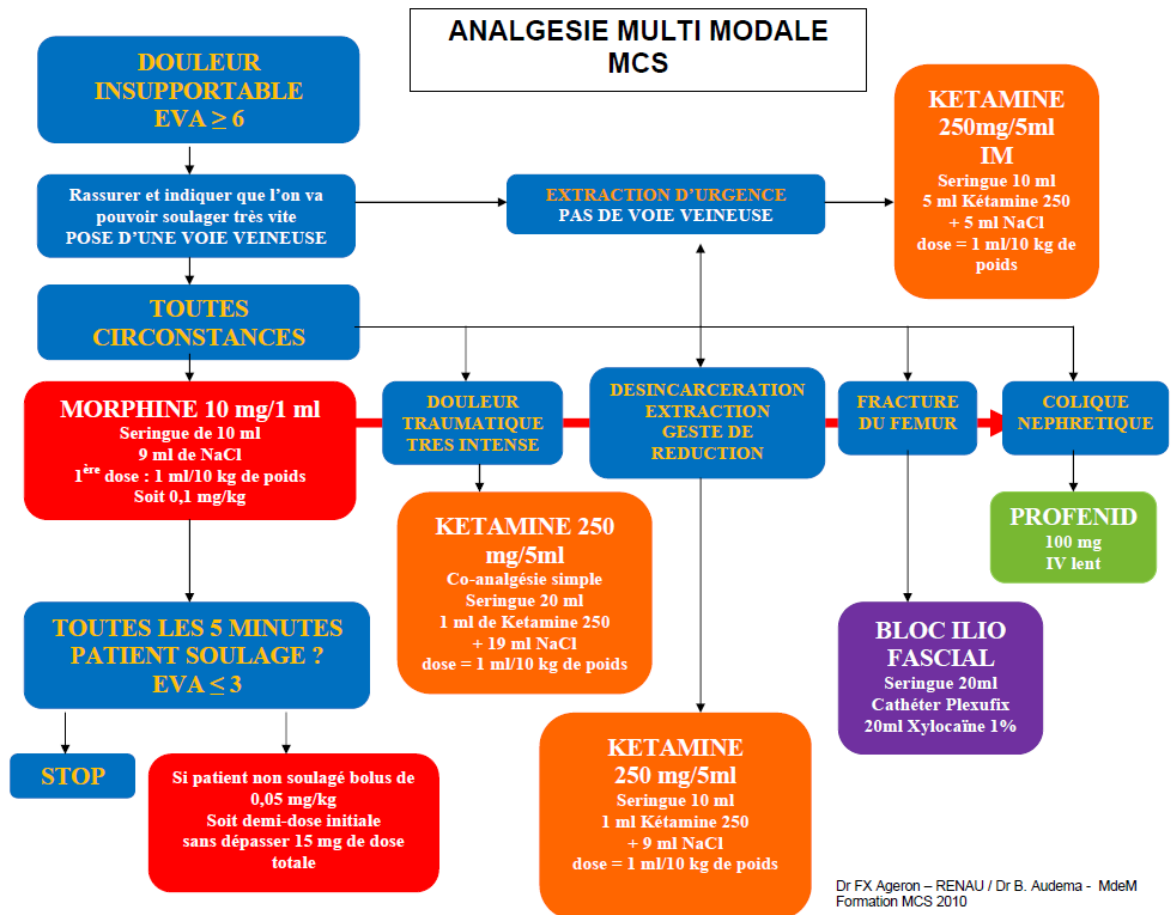 ANALGESIE MULTI MODALE
MCS
DOULEUR
INSUPPORTABLE
EVA ≥ 6
Rassurer et indiquer que l'on va
pouvoir soulager très vite
POSE D'UNE VOIE VEINEUSE
EXTRACTION D'URGENCE
PAS DE VOIE VEINEUSE
KETAMINE
250mg/5ml
IM
Seringue 10 ml
5 ml Kétamine 250
+ 5 ml NaCl
dose = 1 ml/10 kg de
poids
TOUTES
CIRCONSTANCES
MORPHINE 10 mg/1 ml
Seringue de 10 ml
9 ml de NaCl
1ère dose : 1 ml/10 kg de poids
Soit 0,1 mg/kg
DOULEUR
TRAUMATIQUE
TRES INTENSE
DESINCARCERATION
EXTRACTION
GESTE DE
REDUCTION
FRACTURE
DU FEMUR
COLIQUE
NEPHRETIQUE
KETAMINE 250
mg/5ml
Co-analgésie simple
Seringue 20 ml
1 ml de Ketamine 250
+ 19 ml NaCl
dose = 1 ml/10 kg de poids
PROFENID
100 mg
IV lent
TOUTES LES 5 MINUTES
PATIENT SOULAGE ?
EVA ≤ 3
BLOC ILIO
FASCIAL
Seringue 20ml
Cathéter Plexufix
20ml Xylocaïne 1%
STOP
Si patient non soulagé bolus de
0,05 mg/kg
Soit demi-dose initiale
sans dépasser 15 mg de dose
totale
KETAMINE
250 mg/5ml
Seringue 10 ml
1 ml Kétamine 250
+ 9 ml NaCl
dose = 1 ml/10 kg de poids
Dr FX Ageron – RENAU / Dr B. Audema - MdeM
Formation MCS 2010